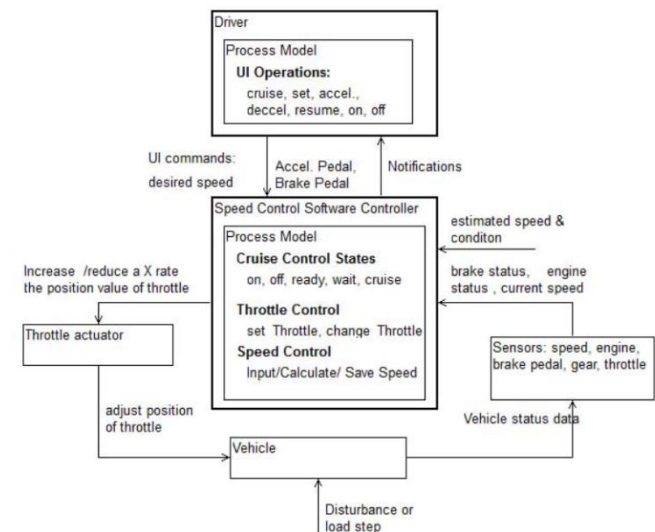 Driver
Process Model
UI Operations:
cruise, set, accel.,
deccel, resume, on, off
UI commands:
desired speed
Accel. Pedal,
Brake Pedal
Notifications
Speed Control Software Controller
Process Model
Cruise Control States
on, off, ready, wait, cruise
Throttle Control
set Throttle, change Throttle
Speed Control
Input/Calculate/ Save Speed
estimated speed &
conditon
brake status, engine
status , current speed
Increase /reduce a X rate
the position value of throttle
Throttle actuator
Sensors: speed, engine,
brake pedal, gear, throttle
adjust position
of throttle
Vehicle status data
Vehicle
Disturbance or
load step